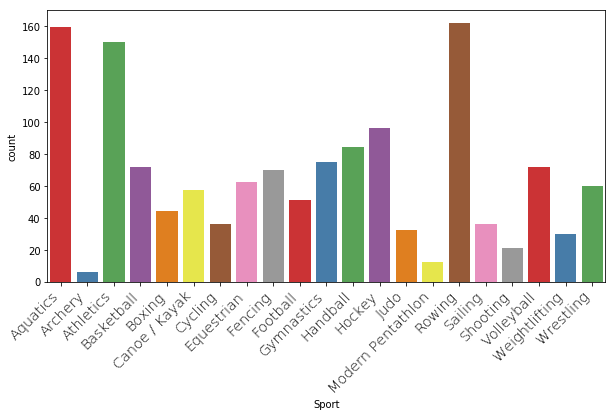 160
140
120
100
80
60
40
20
0
count
Aquatics
Archery
Athletics
Basketball
Boxing
Canoe / Kayak
Cycling
Equestrian
Fencing
Football
Gymnastics
Handball
Hockey
Judo
Modern Pentathlon
Rowing
Sailing
Shooting
Volleyball
Weightlifting
Wrestling
Sport